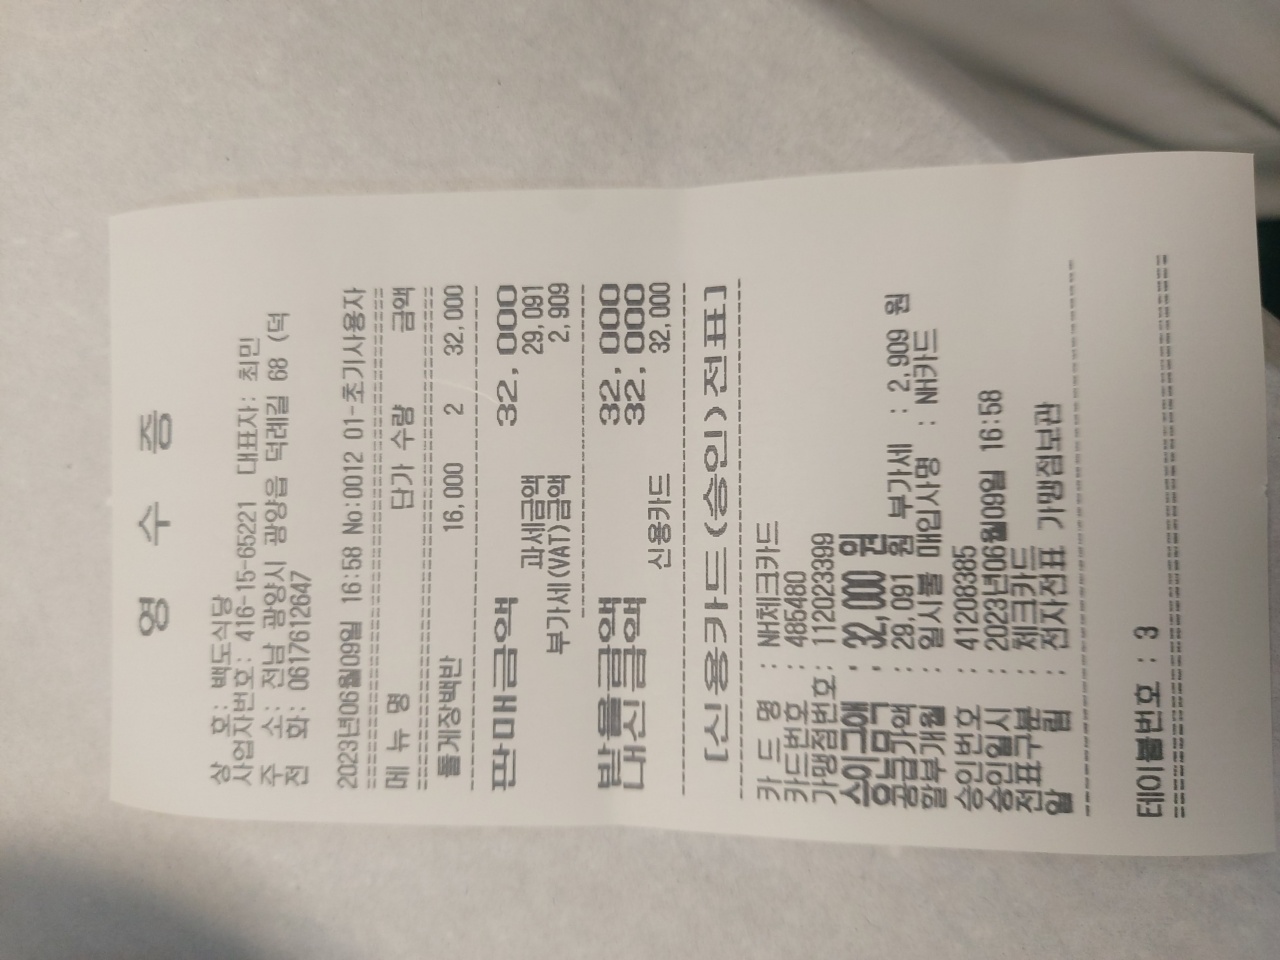 영 수 증
상 호: 백도식당
사업자번호: 416-15-65221 대표자: 최민
주 소: 전남 광양시 광양읍 덕례길 68 (덕
전 화: 0617612647
2023년06월09일 16:58 No:0012 01-초기사용자
메 뉴 명 단가 수량 금액
돌게장백반 16,000 2 32,000
판매금액 32,000
과세금액 29,091
부가세(VAT)금액 2,909
받을금액 32,000
내신금액 32,000
신용카드 32,000
[신용카드(승인)전표]
카 드 명 : NH체크카드
카드번호 : 485480
가맹점번호: 112023399
승인금액 : 32,000 원
공급가액 : 29,091 원 부가세 : 2,909 원
할부개월 : 일시불 매입사명 : NH카드
승인번호 : 41208385
승인일시 : 2023년06월09일 16:58
전표구분 : 체크카드
알 림 : 전자전표 가맹점보관
테이블번호 : 3